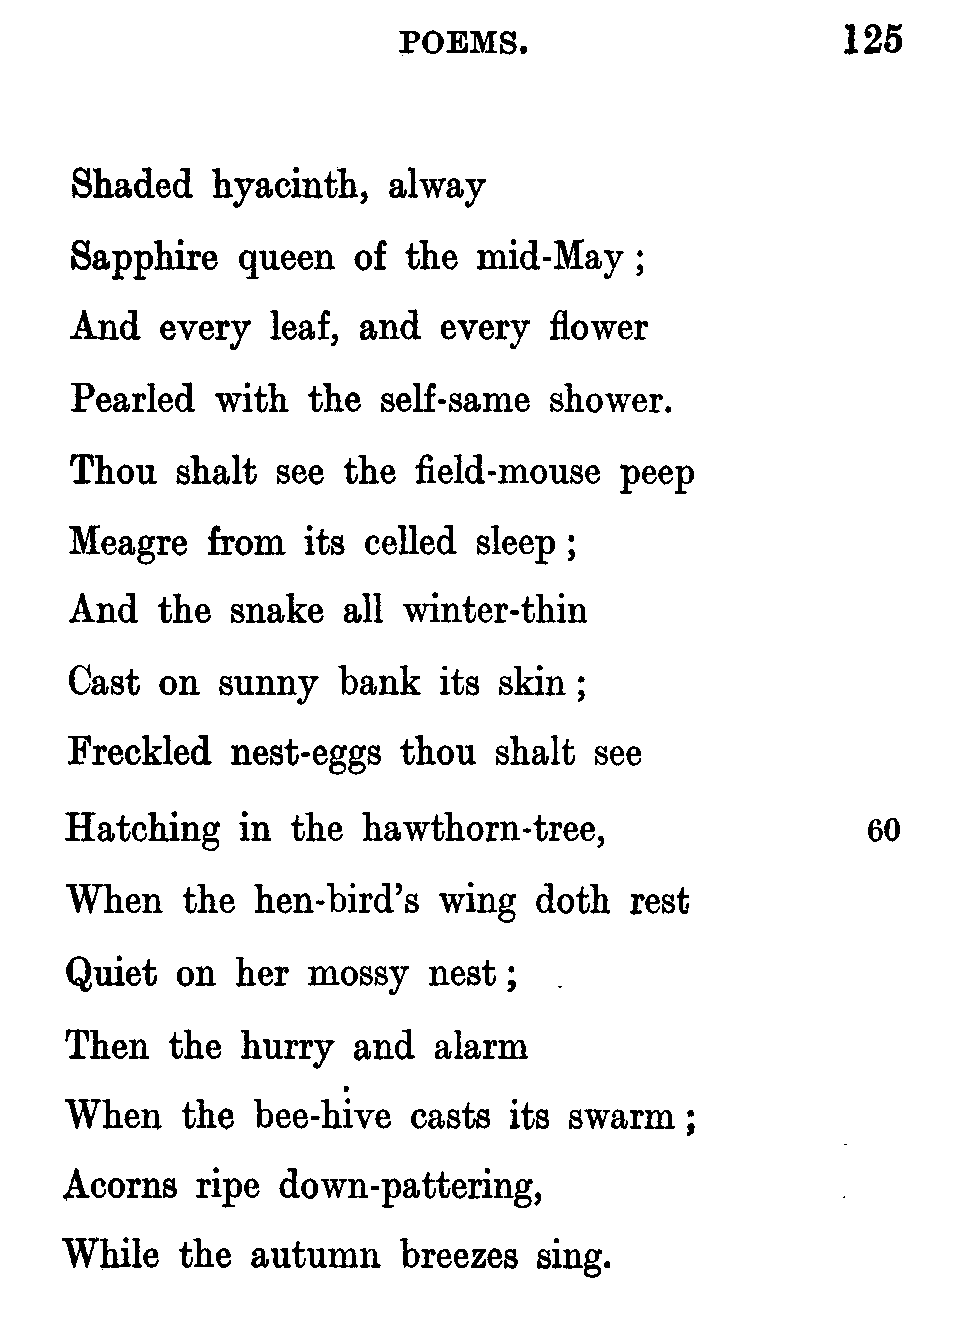 POEMS. 125
Shaded hyacinth, alway
Sapphire queen of the mid-May ;
And every leaf, and every flower
Pearled with the self-same shower.
Thou shalt see the field-mouse peep
Meagre from its celled sleep ;
And the snake all winter-thin
Cast on sunny bank its skin ;
Freckled nest-eggs thou shalt see
Hatching in the hawthorn-tree, 60
When the hen-bird's wing doth rest
Quiet on her mossy nest ;
Then the hurry and alarm
When the bee-hive casts its swarm ;
Acorns ripe down-pattering,
While the autumn breezes sing.